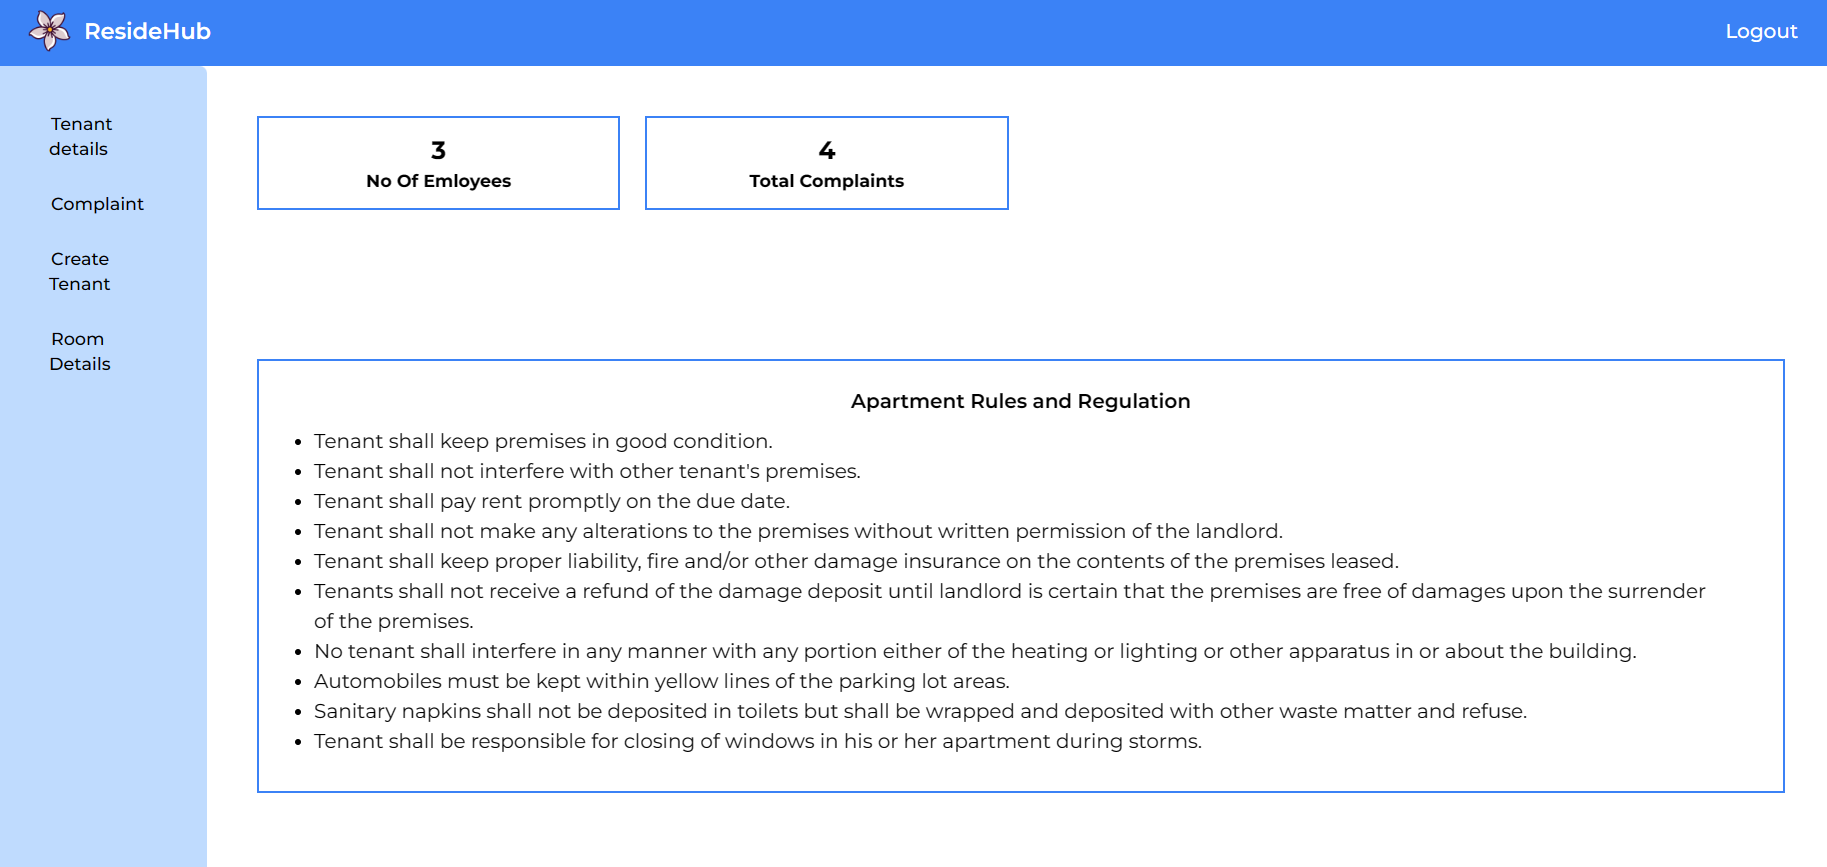 ResideHub
Logout
Tenant
details
Complaint
Create
Tenant
Room
Details
3
No Of Emloyees
4
Total Complaints
Apartment Rules and Regulation
• Tenant shall keep premises in good condition.
• Tenant shall not interfere with other tenant's premises.
• Tenant shall pay rent promptly on the due date.
• Tenant shall not make any alterations to the premises without written permission of the landlord.
• Tenant shall keep proper liability, fire and/or other damage insurance on the contents of the premises leased.
• Tenants shall not receive a refund of the damage deposit until landlord is certain that the premises are free of damages upon the surrender
of the premises.
• No tenant shall interfere in any manner with any portion either of the heating or lighting or other apparatus in or about the building.
• Automobiles must be kept within yellow lines of the parking lot areas.
• Sanitary napkins shall not be deposited in toilets but shall be wrapped and deposited with other waste matter and refuse.
• Tenant shall be responsible for closing of windows in his or her apartment during storms.